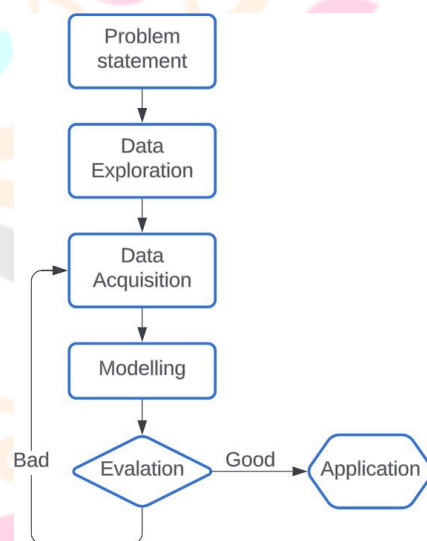 Problem
statement
Data
Exploration
Data
Acquisition
Modelling
Bad
Evalation
Good
Application